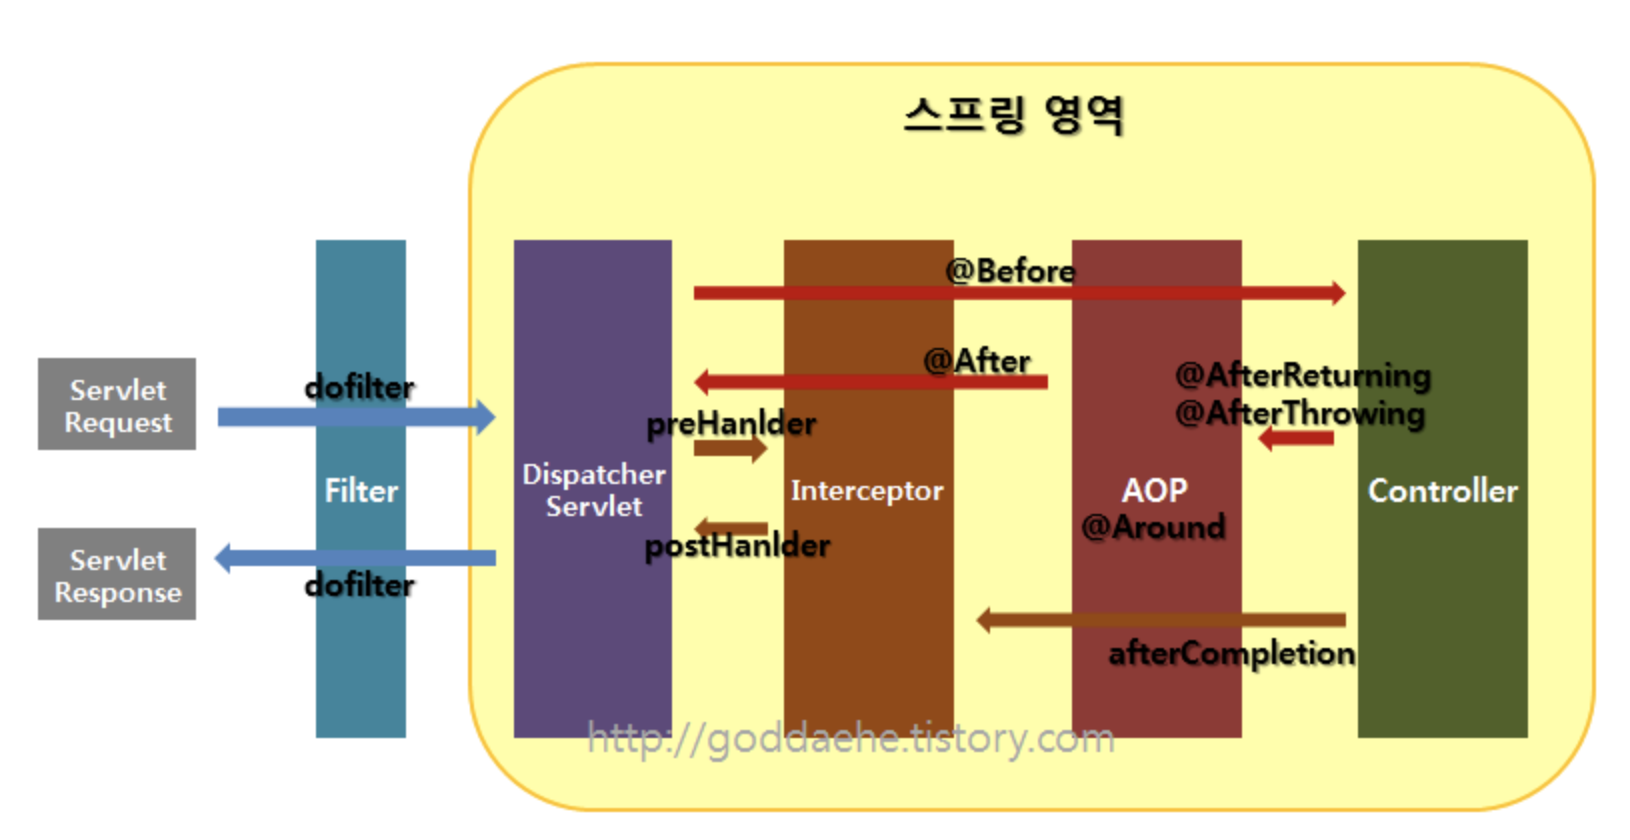 스프링 영역
@Before
@After
@AfterReturning
@AfterThrowing
Servlet
Request
dofilter
preHanlder
Filter
Dispatcher
Servlet
Interceptor
AOP
@Around
Controller
postHanlder
Servlet
Response
dofilter
afterCompletion
http://goddaehe.tistory.com